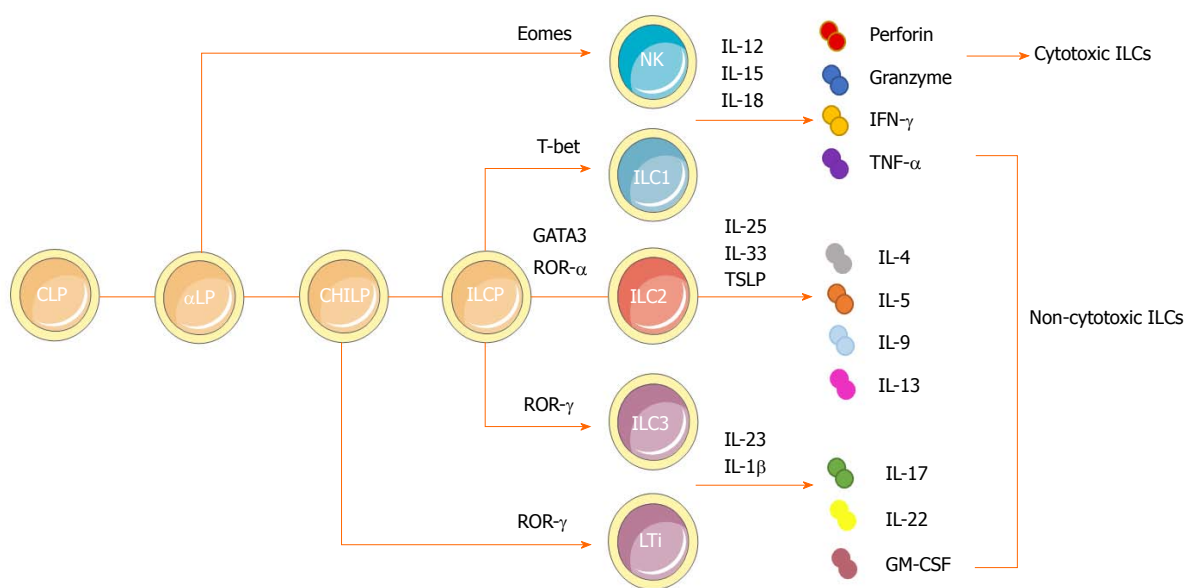 Eomes
NK
IL-12
IL-15
IL-18
Perforin
Granzyme
IFN-γ
TNF-α
Cytotoxic ILCs
T-bet
ILC1
CLP
αLP
CHILP
ILCP
GATA3
ROR-α
ILC2
IL-25
IL-33
TSLP
IL-4
IL-5
IL-9
IL-13
Non-cytotoxic ILCs
ROR-γ
ILC3
IL-23
IL-1β
IL-17
IL-22
GM-CSF
ROR-γ
LTi